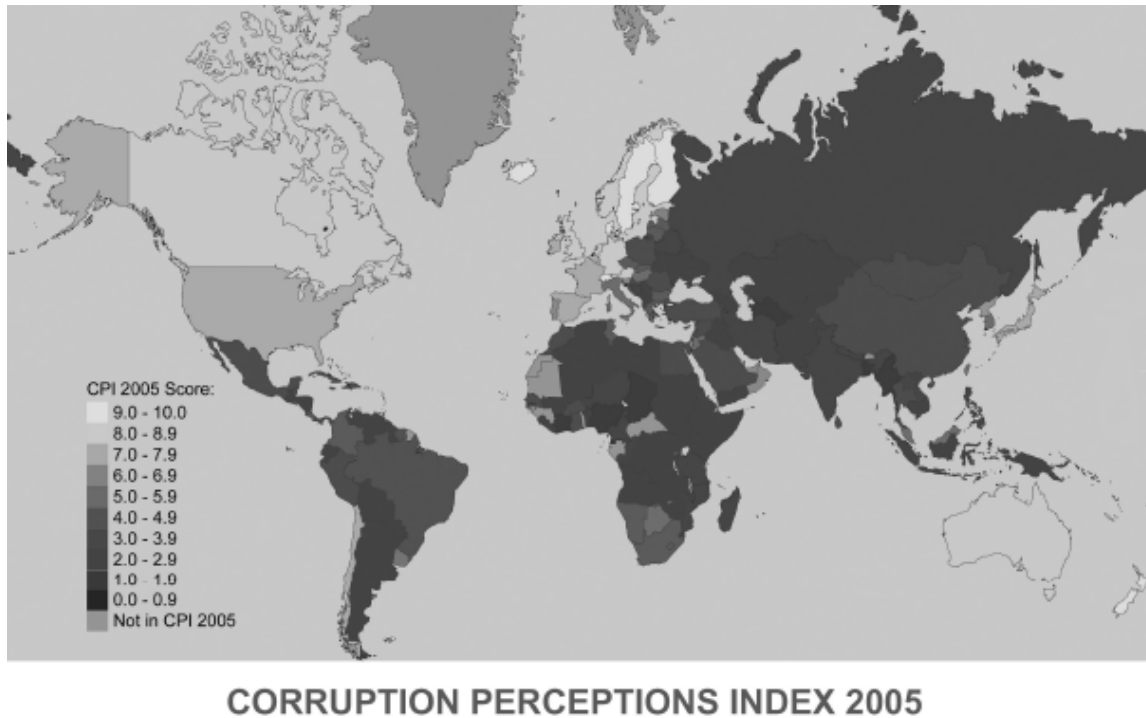 CPI 2005 Score:
9.0 - 10.0
8.0 - 8.9
7.0 - 7.9
6.0 - 6.9
5.0 - 5.9
4.0 - 4.9
3.0 - 3.9
2.0 - 2.9
1.0 - 1.9
0.0 - 0.9
Not in CPI 2005
CORRUPTION PERCEPTIONS INDEX 2005